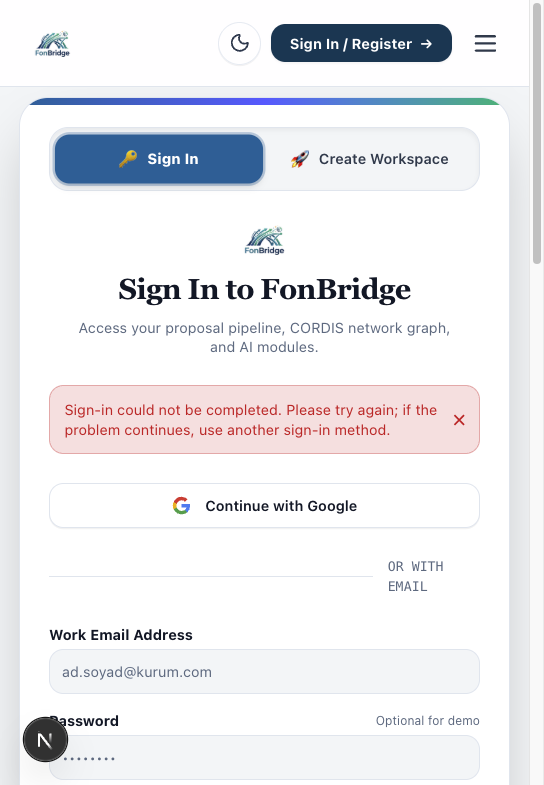 FonBridge
Sign In / Register →
🔑 Sign In
🚀 Create Workspace
FonBridge
Sign In to FonBridge
Access your proposal pipeline, CORDIS network graph,
and AI modules.
Sign-in could not be completed. Please try again; if the
problem continues, use another sign-in method.
Continue with Google
OR WITH
EMAIL
Work Email Address
ad.soyad@kurum.com
Password
Optional for demo
N
••••••••